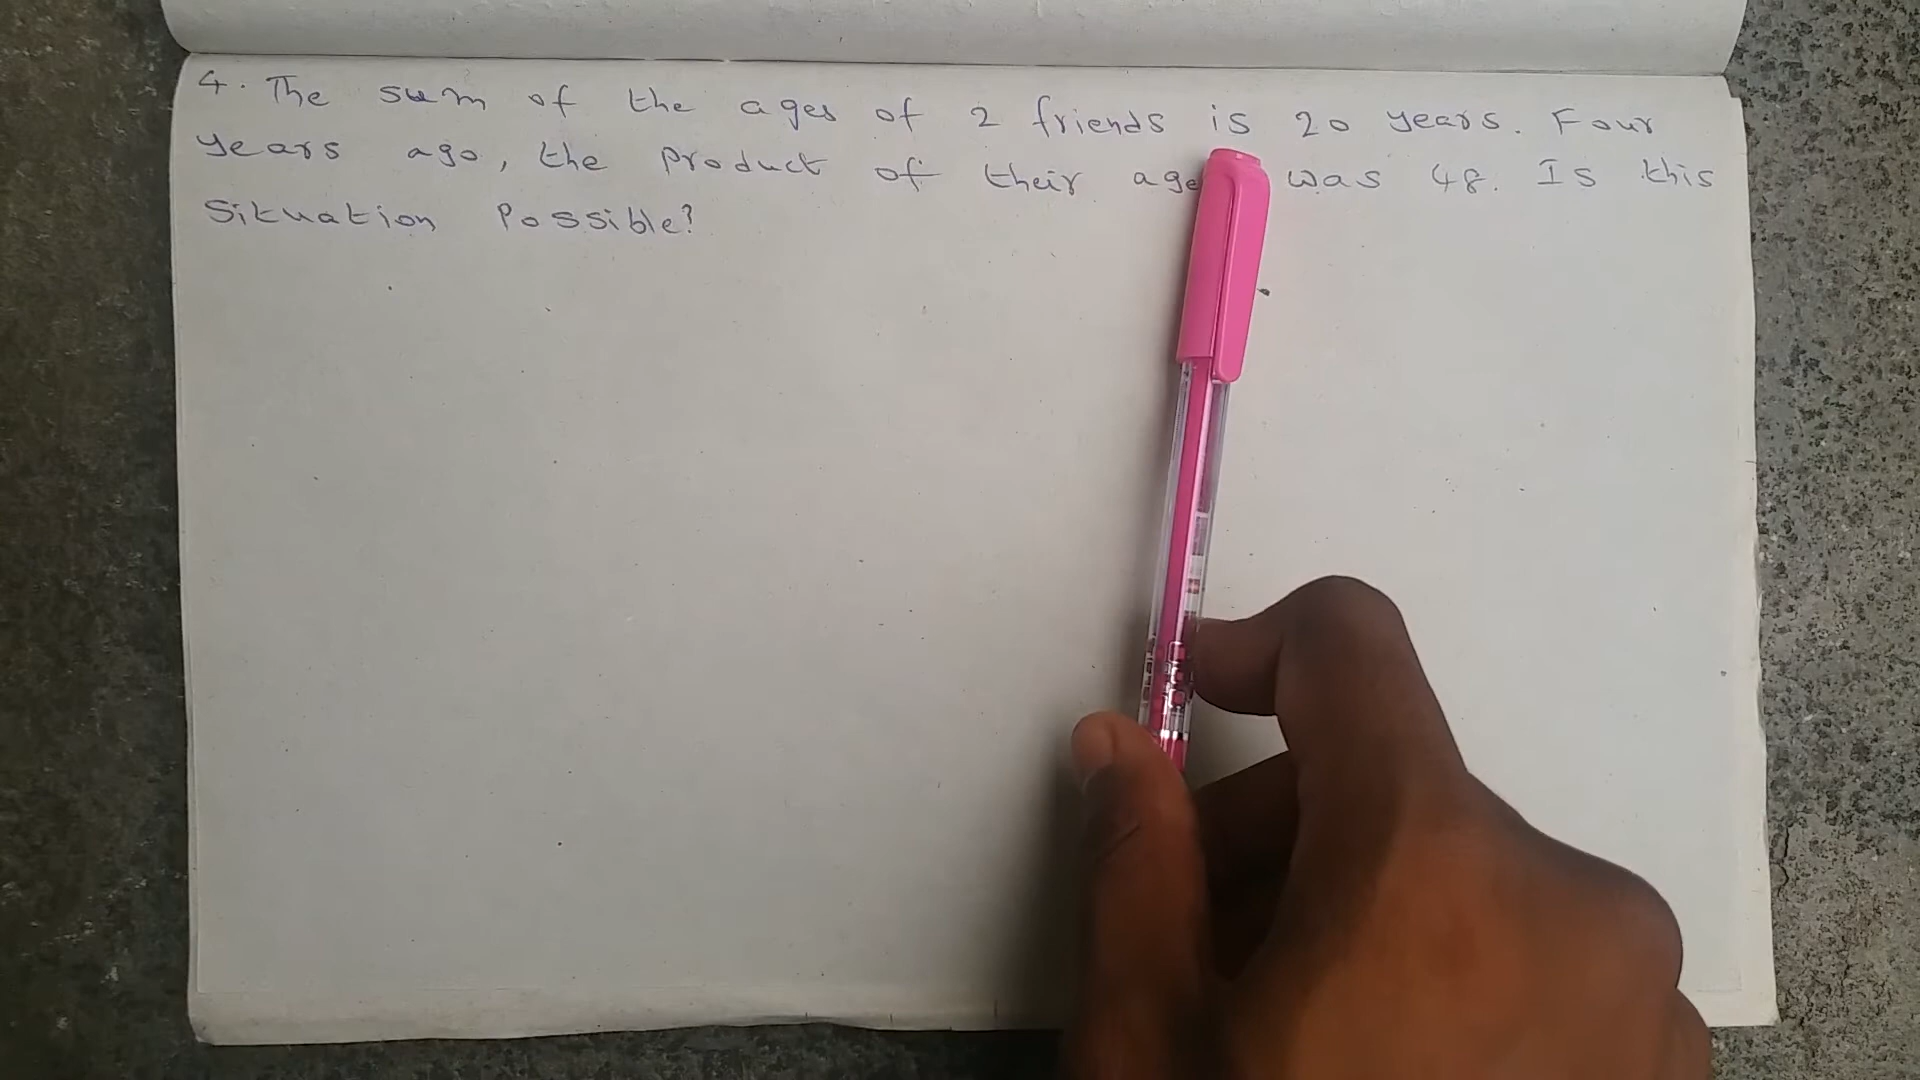 4. The sum of the ages of 2 friends is 20 years. Four
years ago, the product of their age was 48. Is this
situation possible?